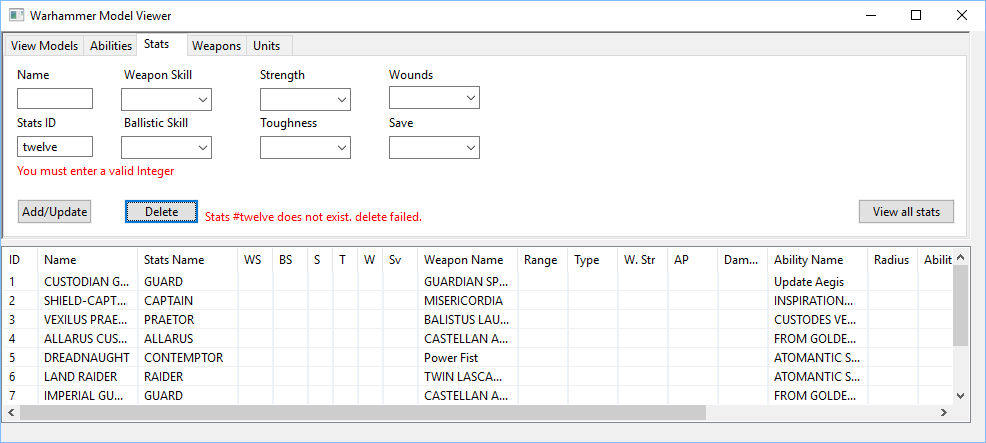 Warhammer Model Viewer
View Models Abilities Stats Weapons Units
Name Weapon Skill Strength Wounds
Stats ID Ballistic Skill Toughness Save
twelve
You must enter a valid Integer
Add/Update Delete Stats #twelve does not exist. delete failed. View all stats
ID Name Stats Name WS BS S T W Sv Weapon Name Range Type W. Str AP Dam... Ability Name Radius Abilit
1 CUSTODIAN G... GUARD GUARDIAN SP... Update Aegis
2 SHIELD-CAPT... CAPTAIN MISERICORDIA INSPIRATION...
3 VEXILUS PRAE... PRAETOR BALISTUS LAU... CUSTODES VE...
4 ALLARUS CUS... ALLARUS CASTELLAN A... FROM GOLDE...
5 DREADNAUGHT CONTEMPTOR Power Fist ATOMANTIC S...
6 LAND RAIDER RAIDER TWIN LASCA... ATOMANTIC S...
7 IMPERIAL GU... GUARD CASTELLAN A... FROM GOLDE...